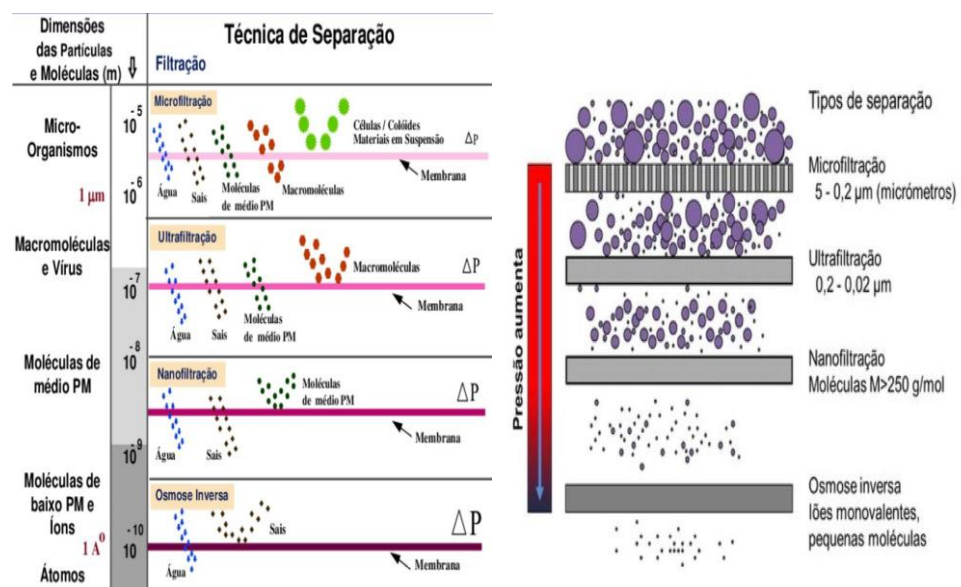 Dimensões
das Partículas
e Moléculas (m)
Técnica de Separação
Filtração
Micro-
Organismos
1 µm
Macromoléculas
e Vírus
Moléculas de
médio PM
Moléculas de
baixo PM e
Íons
1 Aº
Átomos
10 -5
10 -6
10 -7
10 -8
10 -9
10 -10
Microfiltração
Células / Colóides
Materiais em Suspensão
ΔP
Membrana
Água
Sais
Moléculas
de médio PM
Macromoléculas
Ultrafiltração
Macromoléculas
ΔP
Membrana
Água
Sais
Moléculas
de médio PM
Nanofiltração
Moléculas
de médio PM
ΔP
Membrana
Água
Sais
Osmose Inversa
Sais
ΔP
Membrana
Água
Pressão aumenta
Tipos de separação
Microfiltração
5 - 0,2 µm (micrómetros)
Ultrafiltração
0,2 - 0,02 µm
Nanofiltração
Moléculas M>250 g/mol
Osmose inversa
Iões monovalentes,
pequenas moléculas